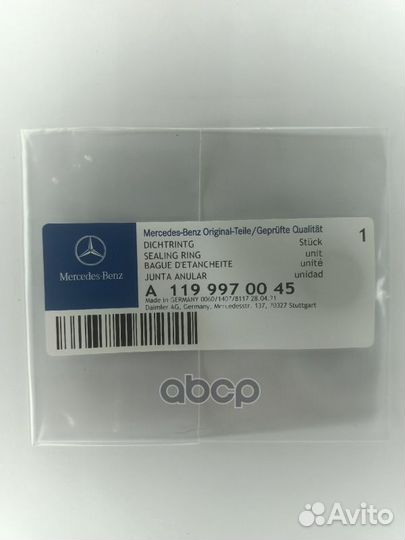 Mercedes-Benz
Mercedes-Benz Original-Teile/Geprüfte Qualität
1
DICHTRINTG Stück
SEALING RING unit
BAGUE D'ETANCHEITE unité
JUNTA ANULAR unidad
A 119 997 00 45
Made in GERMANY 0060/1407/8117 28.04.21
Daimler AG, Germany, Mercedesstr. 137, 70327 Stuttgart
abcp
Avito